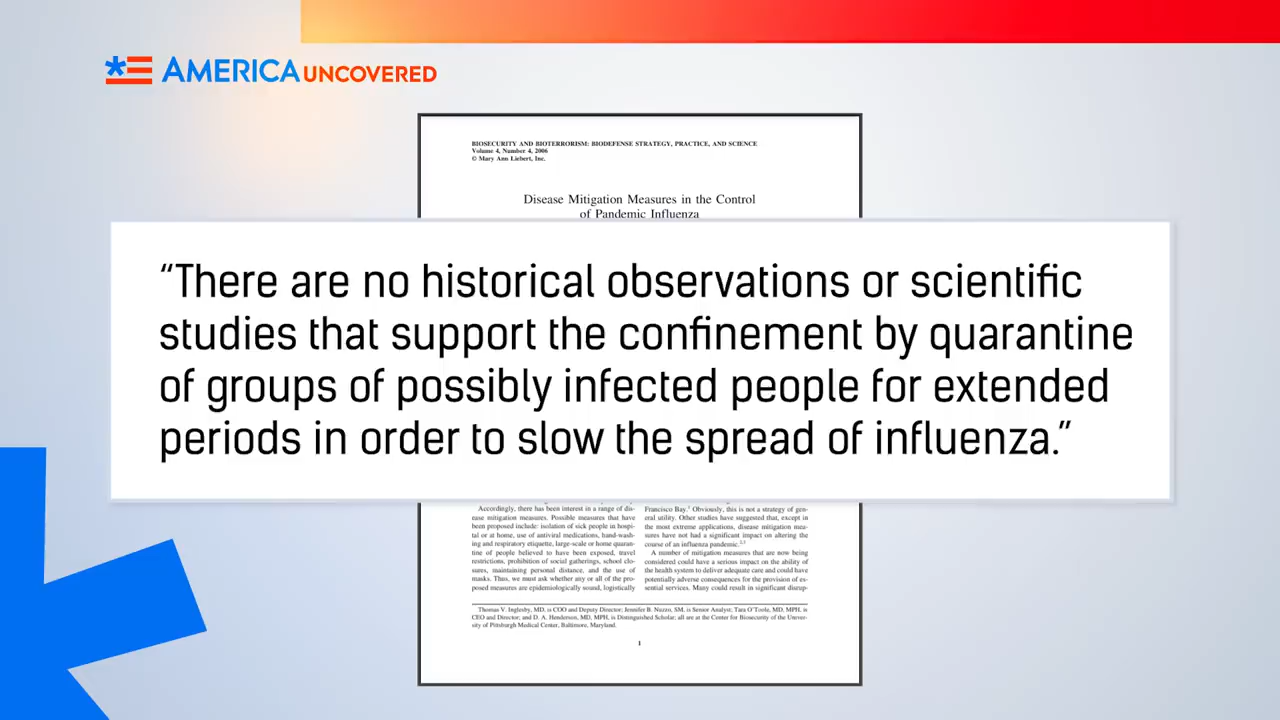 AMERICA UNCOVERED
BIOSECURITY AND BIOTERRORISM: BIODEFENSE STRATEGY, PRACTICE, AND SCIENCE
Volume 4, Number 4, 2006
© Mary Ann Liebert, Inc.
Disease Mitigation Measures in the Control
of Pandemic Influenza
“There are no historical observations or scientific
studies that support the confinement by quarantine
of groups of possibly infected people for extended
periods in order to slow the spread of influenza.”
Accordingly, there has been interest in a range of dis-
ease mitigation measures. Possible measures that have
been proposed include: isolation of sick people in hospi-
tal or at home, use of antiviral medications, hand-wash-
ing and respiratory etiquette, large-scale or home quaran-
tine of people believed to have been exposed, travel
restrictions, prohibition of social gatherings, school clo-
sures, maintaining personal distance, and the use of
masks. Thus, we must ask whether any or all of the pro-
posed measures are epidemiologically sound, logistically
Francisco Bay.1 Obviously, this is not a strategy of gen-
eral utility. Other studies have suggested that, except in
the most extreme applications, disease mitigation mea-
sures have not had a significant impact on altering the
course of an influenza pandemic.2,3
A number of mitigation measures that are now being
considered could have a serious impact on the ability of
the health system to deliver adequate care and could have
potentially adverse consequences for the provision of es-
sential services. Many could result in significant disrup-
Thomas V. Inglesby, MD, is COO and Deputy Director; Jennifer B. Nuzzo, SM, is Senior Analyst; Tara O'Toole, MD, MPH, is
CEO and Director; and D. A. Henderson, MD, MPH, is Distinguished Scholar; all are at the Center for Biosecurity of the Univer-
sity of Pittsburgh Medical Center, Baltimore, Maryland.
1